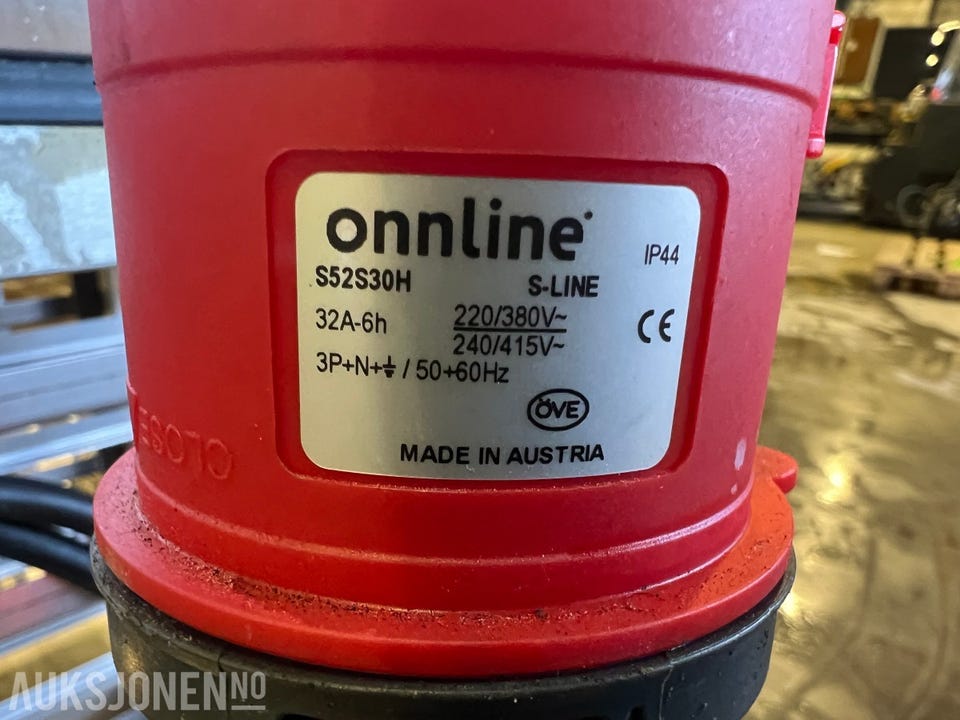 onnline
IP44
S52S30H S-LINE
32A-6h 220/380V~
240/415V~
3P+N+⏚ / 50+60Hz
CE
ÖVE
MADE IN AUSTRIA
CLOSE
AUKSJONEN.NO